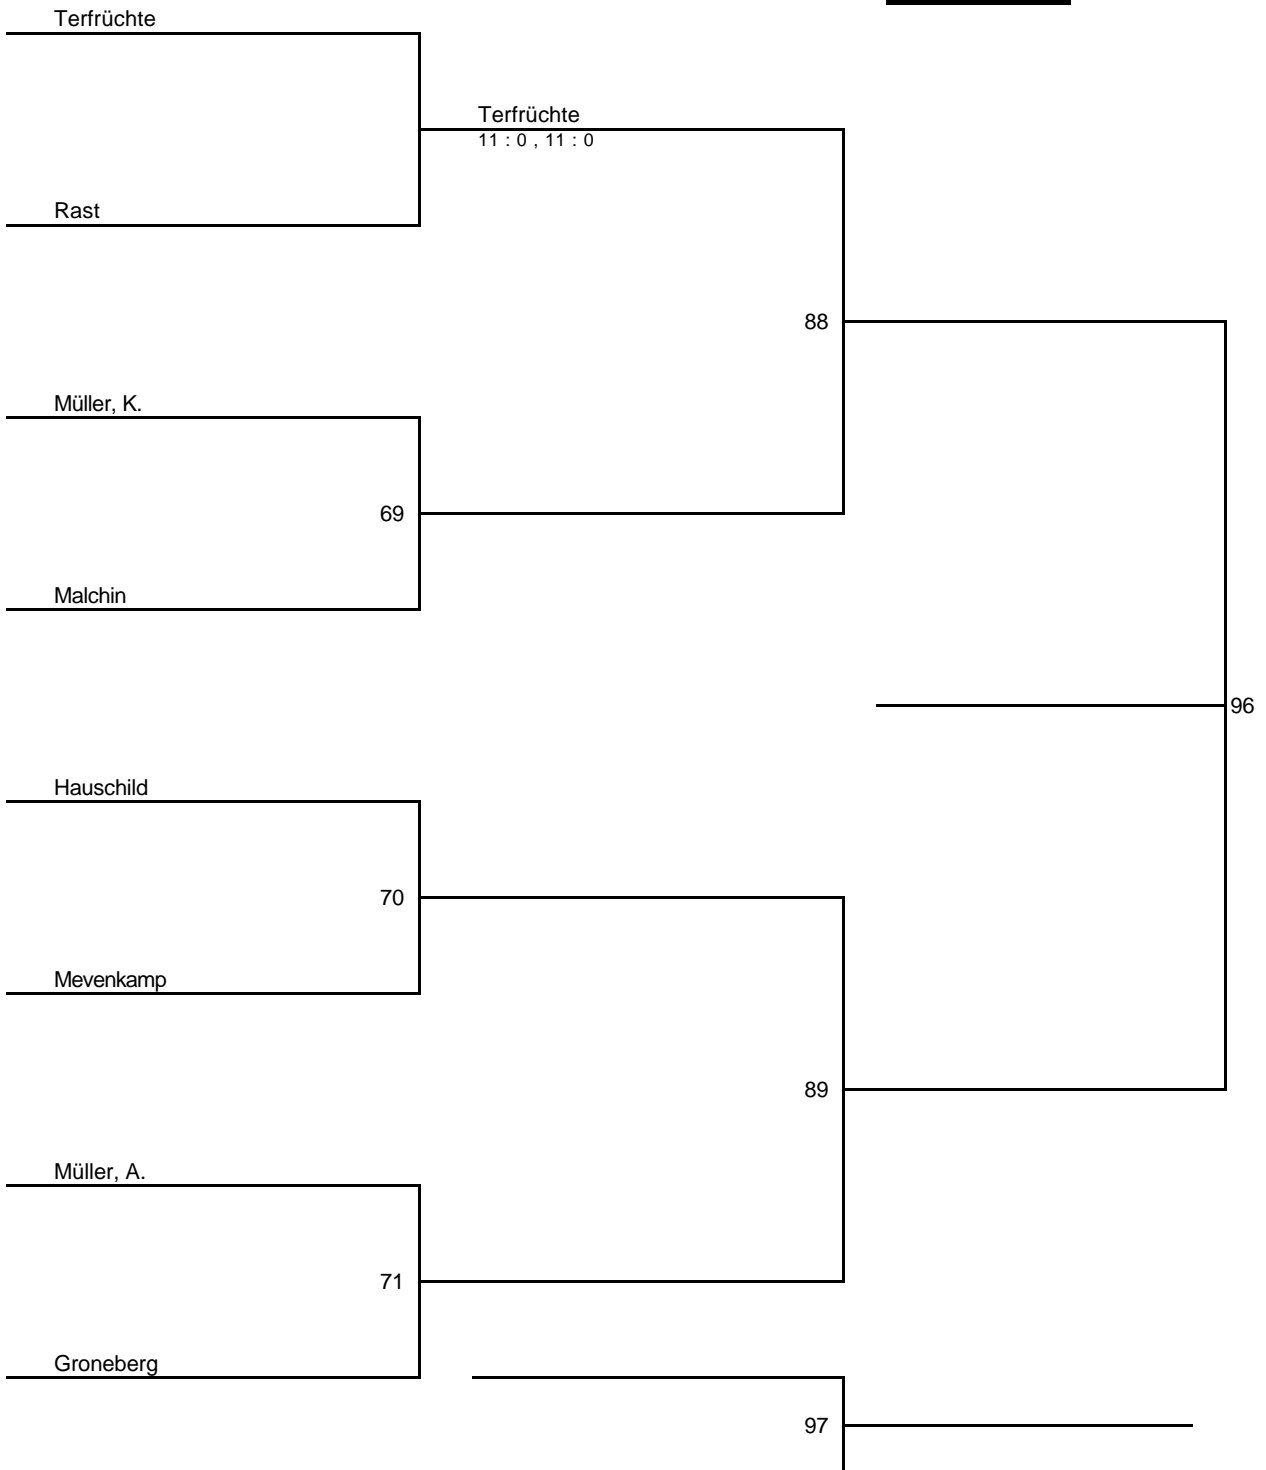 Terfrüchte
Terfrüchte
11 : 0 , 11 : 0
Rast
88
Müller, K.
69
Malchin
96
Hauschild
70
Mevenkamp
89
Müller, A.
71
Groneberg
97